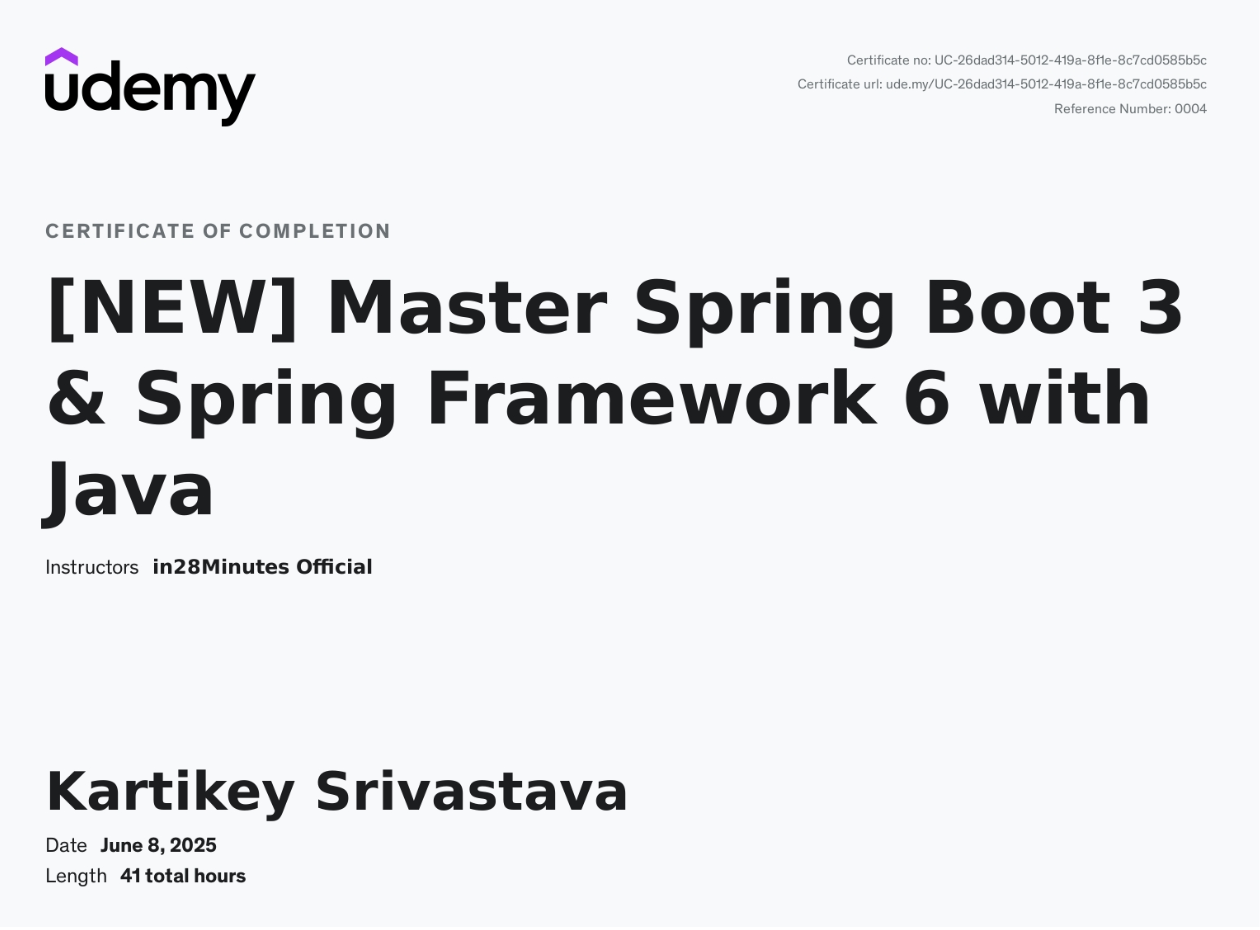 udemy
Certificate no: UC-26dad314-5012-419a-8f1e-8c7cd0585b5c
Certificate url: ude.my/UC-26dad314-5012-419a-8f1e-8c7cd0585b5c
Reference Number: 0004
CERTIFICATE OF COMPLETION
[NEW] Master Spring Boot 3
& Spring Framework 6 with
Java
Instructors in28Minutes Official
Kartikey Srivastava
Date June 8, 2025
Length 41 total hours